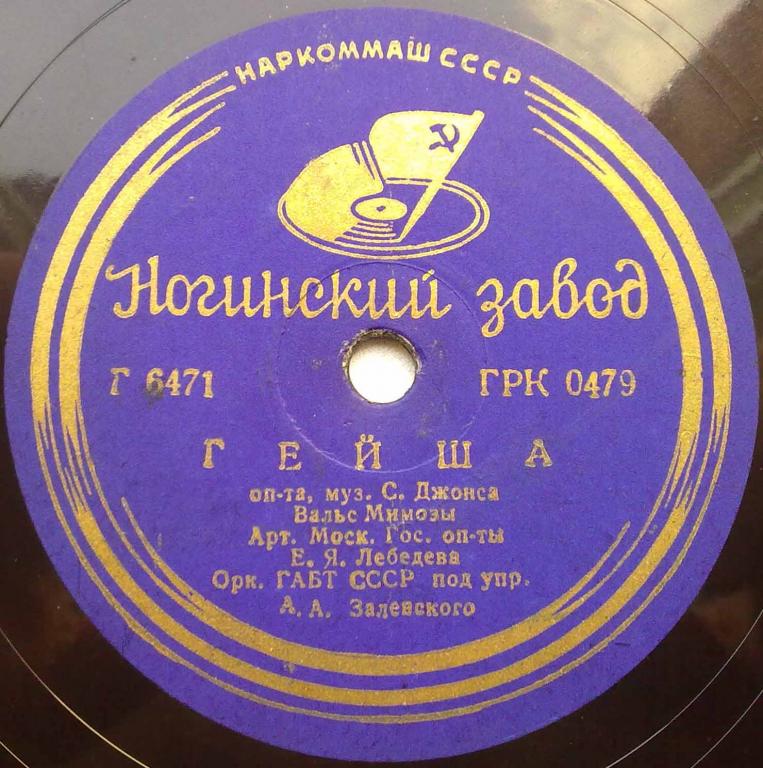 НАРКОММАШ СССР
Ногинский завод
Г 6471 ГРК 0479
ГЕЙША
оп-та, муз. С. Джонса
Вальс Мимозы
Арт. Моск. Гос. оп-ты
Е. Я. Лебедева
Орк. ГАБТ СССР под упр.
А. А. Залевского